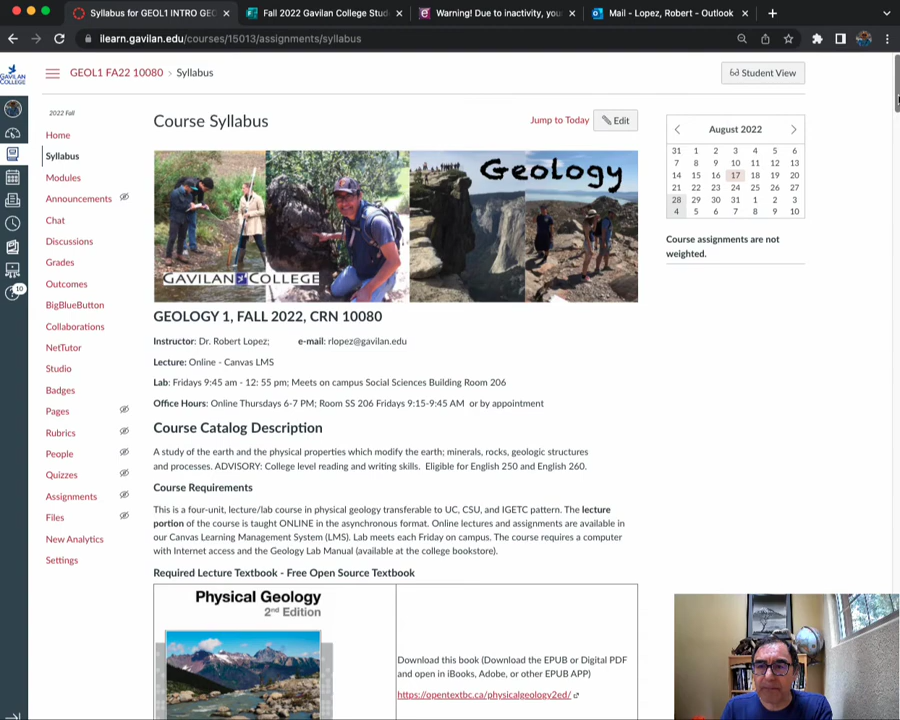 Syllabus for GEOL1 INTRO GEO
Fall 2022 Gavilan College Stud
Warning! Due to inactivity, you
Mail - Lopez, Robert - Outlook
ilearn.gavilan.edu/courses/15013/assignments/syllabus
GAVILAN
COLLEGE
GEOL1 FA22 10080 › Syllabus
Student View
10
2022 Fall
Home
Syllabus
Modules
Announcements
Chat
Discussions
Grades
Outcomes
BigBlueButton
Collaborations
NetTutor
Studio
Badges
Pages
Rubrics
People
Quizzes
Assignments
Files
New Analytics
Settings
Course Syllabus
Jump to Today
Edit
Geology
GAVILAN COLLEGE
GEOLOGY 1, FALL 2022, CRN 10080
Instructor: Dr. Robert Lopez; e-mail: rlopez@gavilan.edu
Lecture: Online - Canvas LMS
Lab: Fridays 9:45 am - 12: 55 pm; Meets on campus Social Sciences Building Room 206
Office Hours: Online Thursdays 6-7 PM; Room SS 206 Fridays 9:15-9:45 AM or by appointment
Course Catalog Description
A study of the earth and the physical properties which modify the earth; minerals, rocks, geologic structures
and processes. ADVISORY: College level reading and writing skills. Eligible for English 250 and English 260.
Course Requirements
This is a four-unit, lecture/lab course in physical geology transferable to UC, CSU, and IGETC pattern. The lecture
portion of the course is taught ONLINE in the asynchronous format. Online lectures and assignments are available in
our Canvas Learning Management System (LMS). Lab meets each Friday on campus. The course requires a computer
with Internet access and the Geology Lab Manual (available at the college bookstore).
Required Lecture Textbook - Free Open Source Textbook
Physical Geology
2nd Edition
Download this book (Download the EPUB or Digital PDF
and open in iBooks, Adobe, or other EPUB APP)
https://opentextbc.ca/physicalgeology2ed/
August 2022
31 1 2 3 4 5 6
7 8 9 10 11 12 13
14 15 16 17 18 19 20
21 22 23 24 25 26 27
28 29 30 31 1 2 3
4 5 6 7 8 9 10
Course assignments are not
weighted.